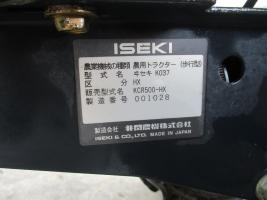 ISEKI
農業機械の種類 農用トラクター(歩行型)
型式名 ヰセキ K037
区分 HX
販売型式名 KCR500-HX
製造番号 001028
製造会社 井関農機株式会社
ISEKI & CO., LTD. MADE IN JAPAN